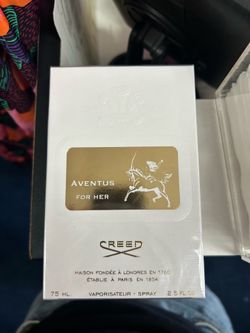 AVENTUS
FOR HER
CREED
MAISON FONDÉE À LONDRES EN 1760
ÉTABLIE À PARIS EN 1854
75 ML VAPORISATEUR - SPRAY 2.5 FL.OZ